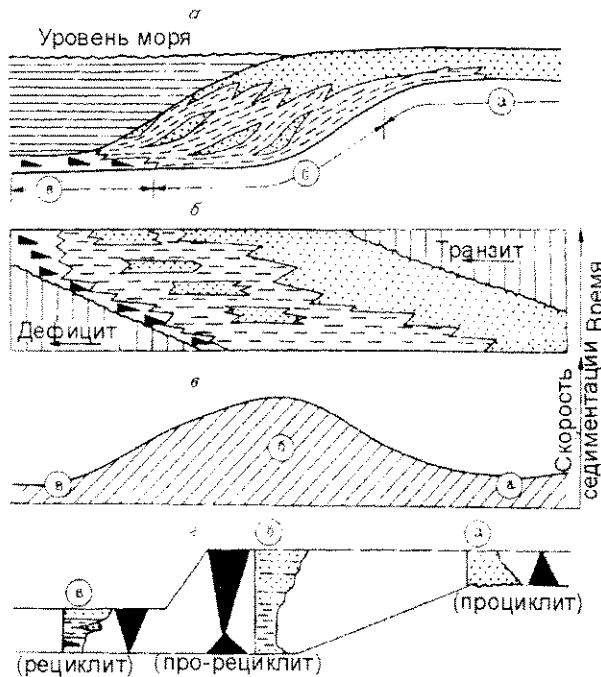 а
Уровень моря
а
б
в
б
Транзит
Дефицит
Время
в
б
в
а
Скорость
седиментации
г
б
а
в
(проциклит)
(рециклит)
(про-рециклит)